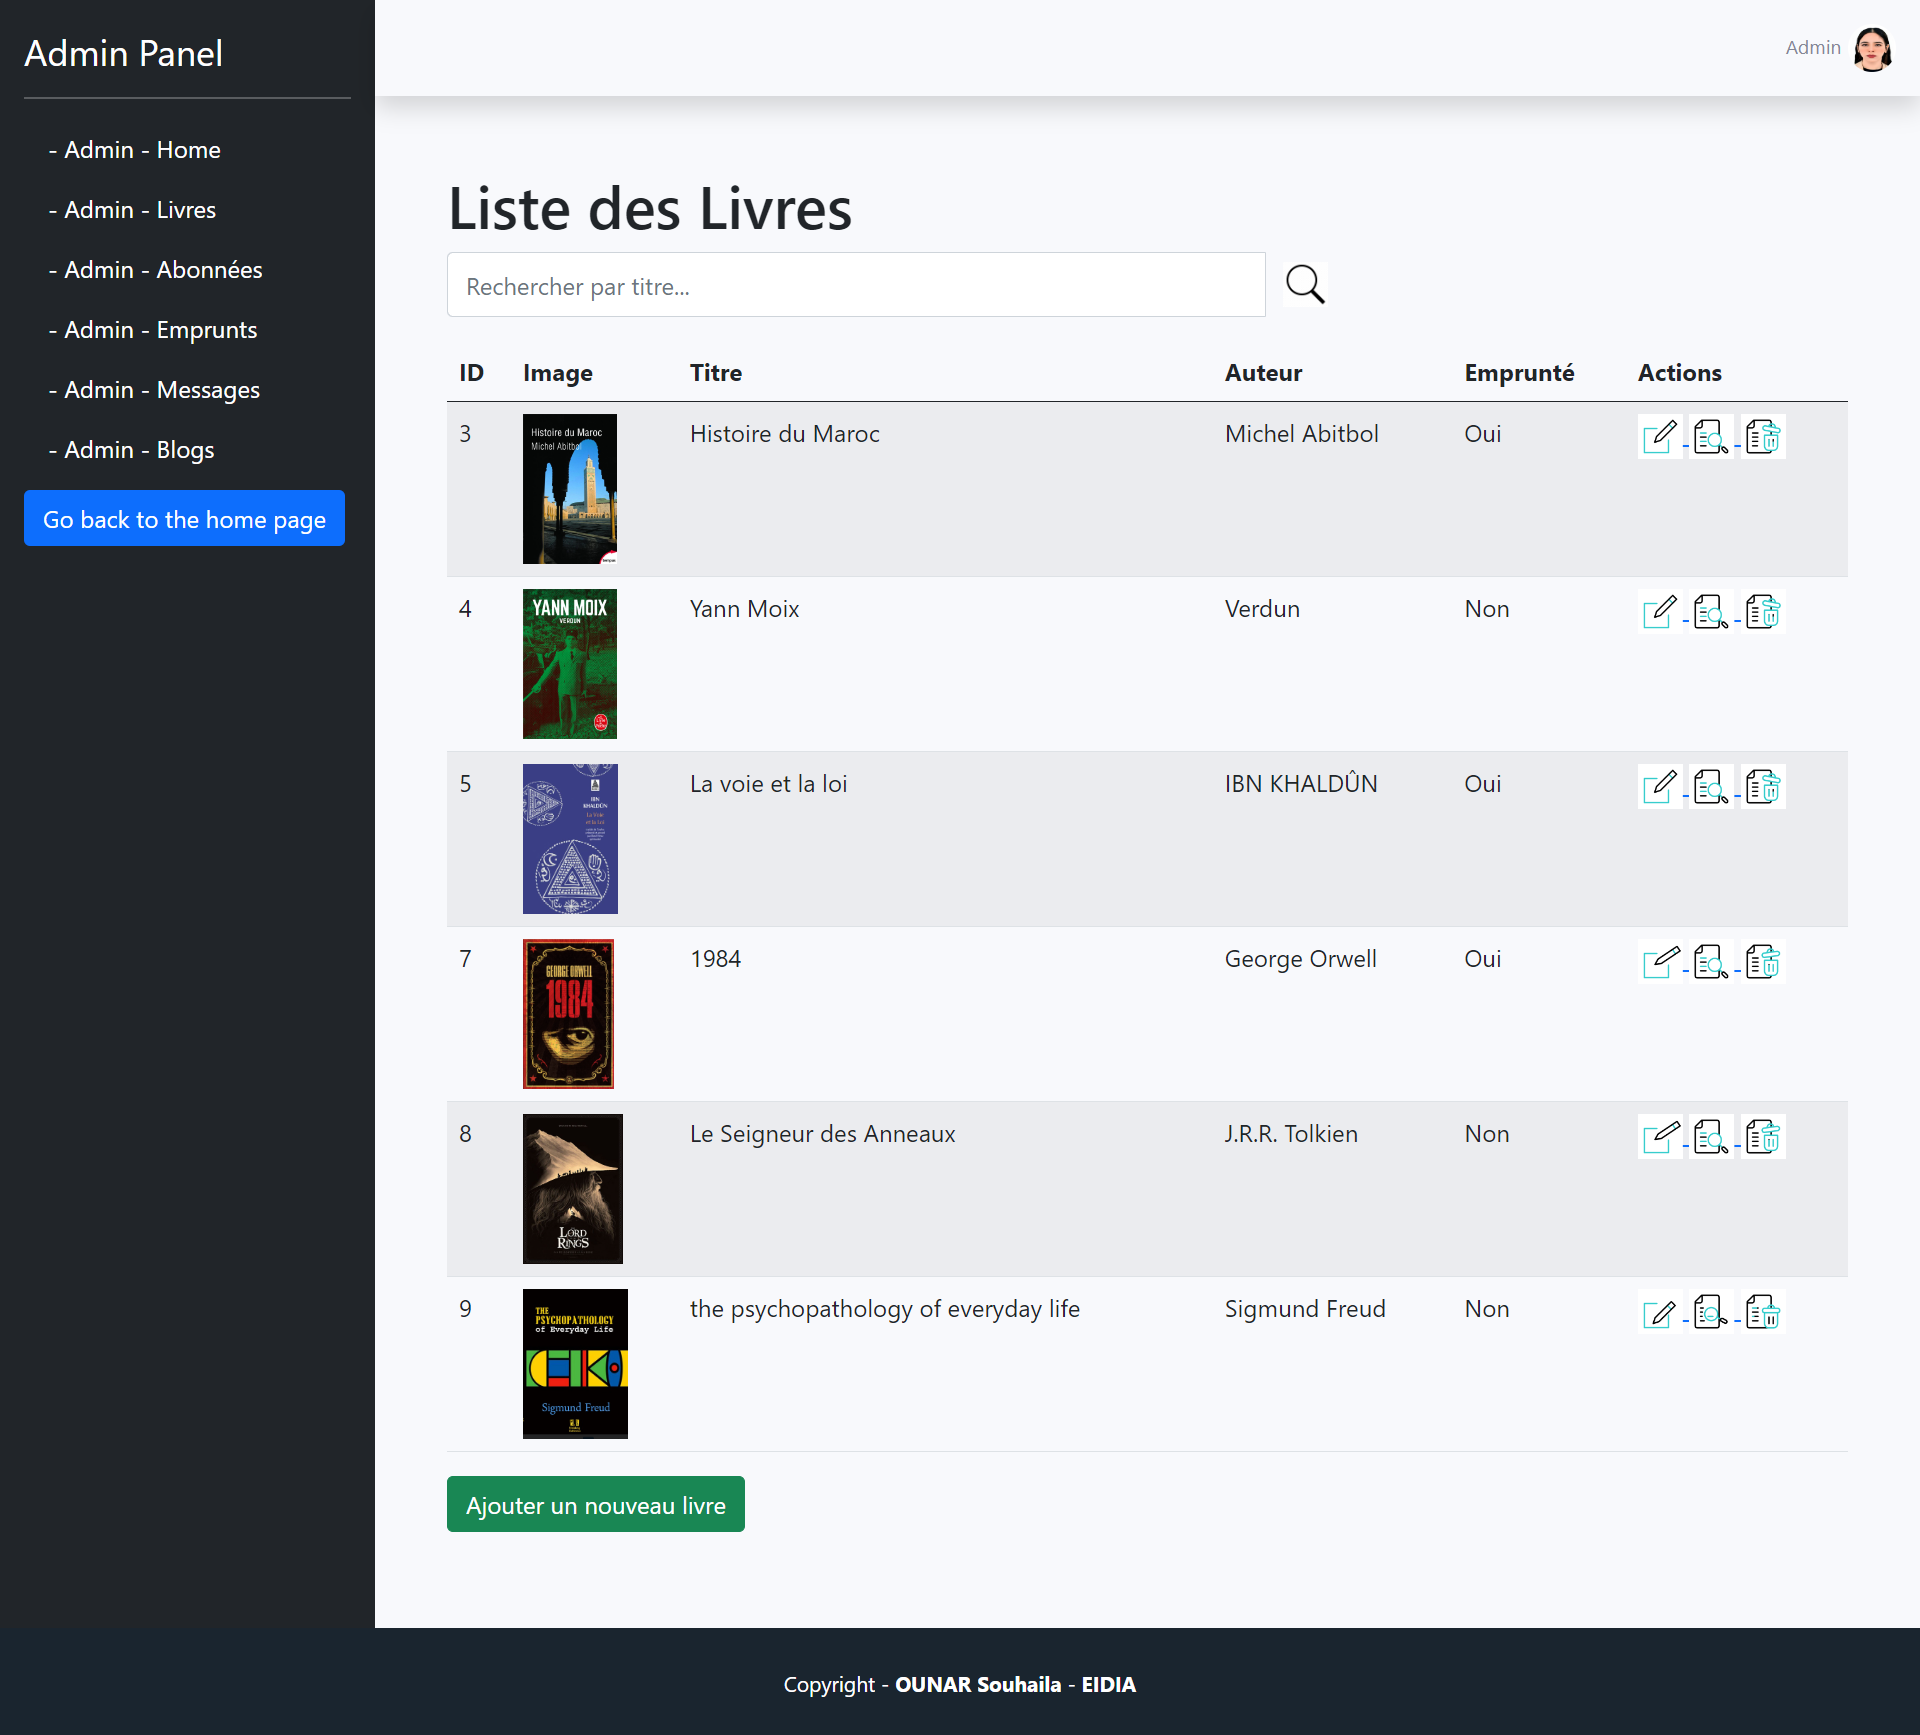 Admin Panel
Admin
- Admin - Home
- Admin - Livres
- Admin - Abonnées
- Admin - Emprunts
- Admin - Messages
- Admin - Blogs
Go back to the home page
Liste des Livres
Rechercher par titre...
ID Image Titre Auteur Emprunté Actions
3 Histoire du Maroc Michel Abitbol Oui
Histoire du Maroc
Michel Abitbol
4 Yann Moix Verdun Non
YANN MOIX
VERDUN
5 La voie et la loi IBN KHALDÛN Oui
IBN
KHALDÛN
La Voie
et la Loi
7 1984 George Orwell Oui
GEORGE ORWELL
1984
8 Le Seigneur des Anneaux J.R.R. Tolkien Non
THE
LORD
OF THE
RINGS
9 the psychopathology of everyday life Sigmund Freud Non
THE
PSYCHOPATHOLOGY
of Everyday Life
Sigmund Freud
Ajouter un nouveau livre
Copyright - OUNAR Souhaila - EIDIA